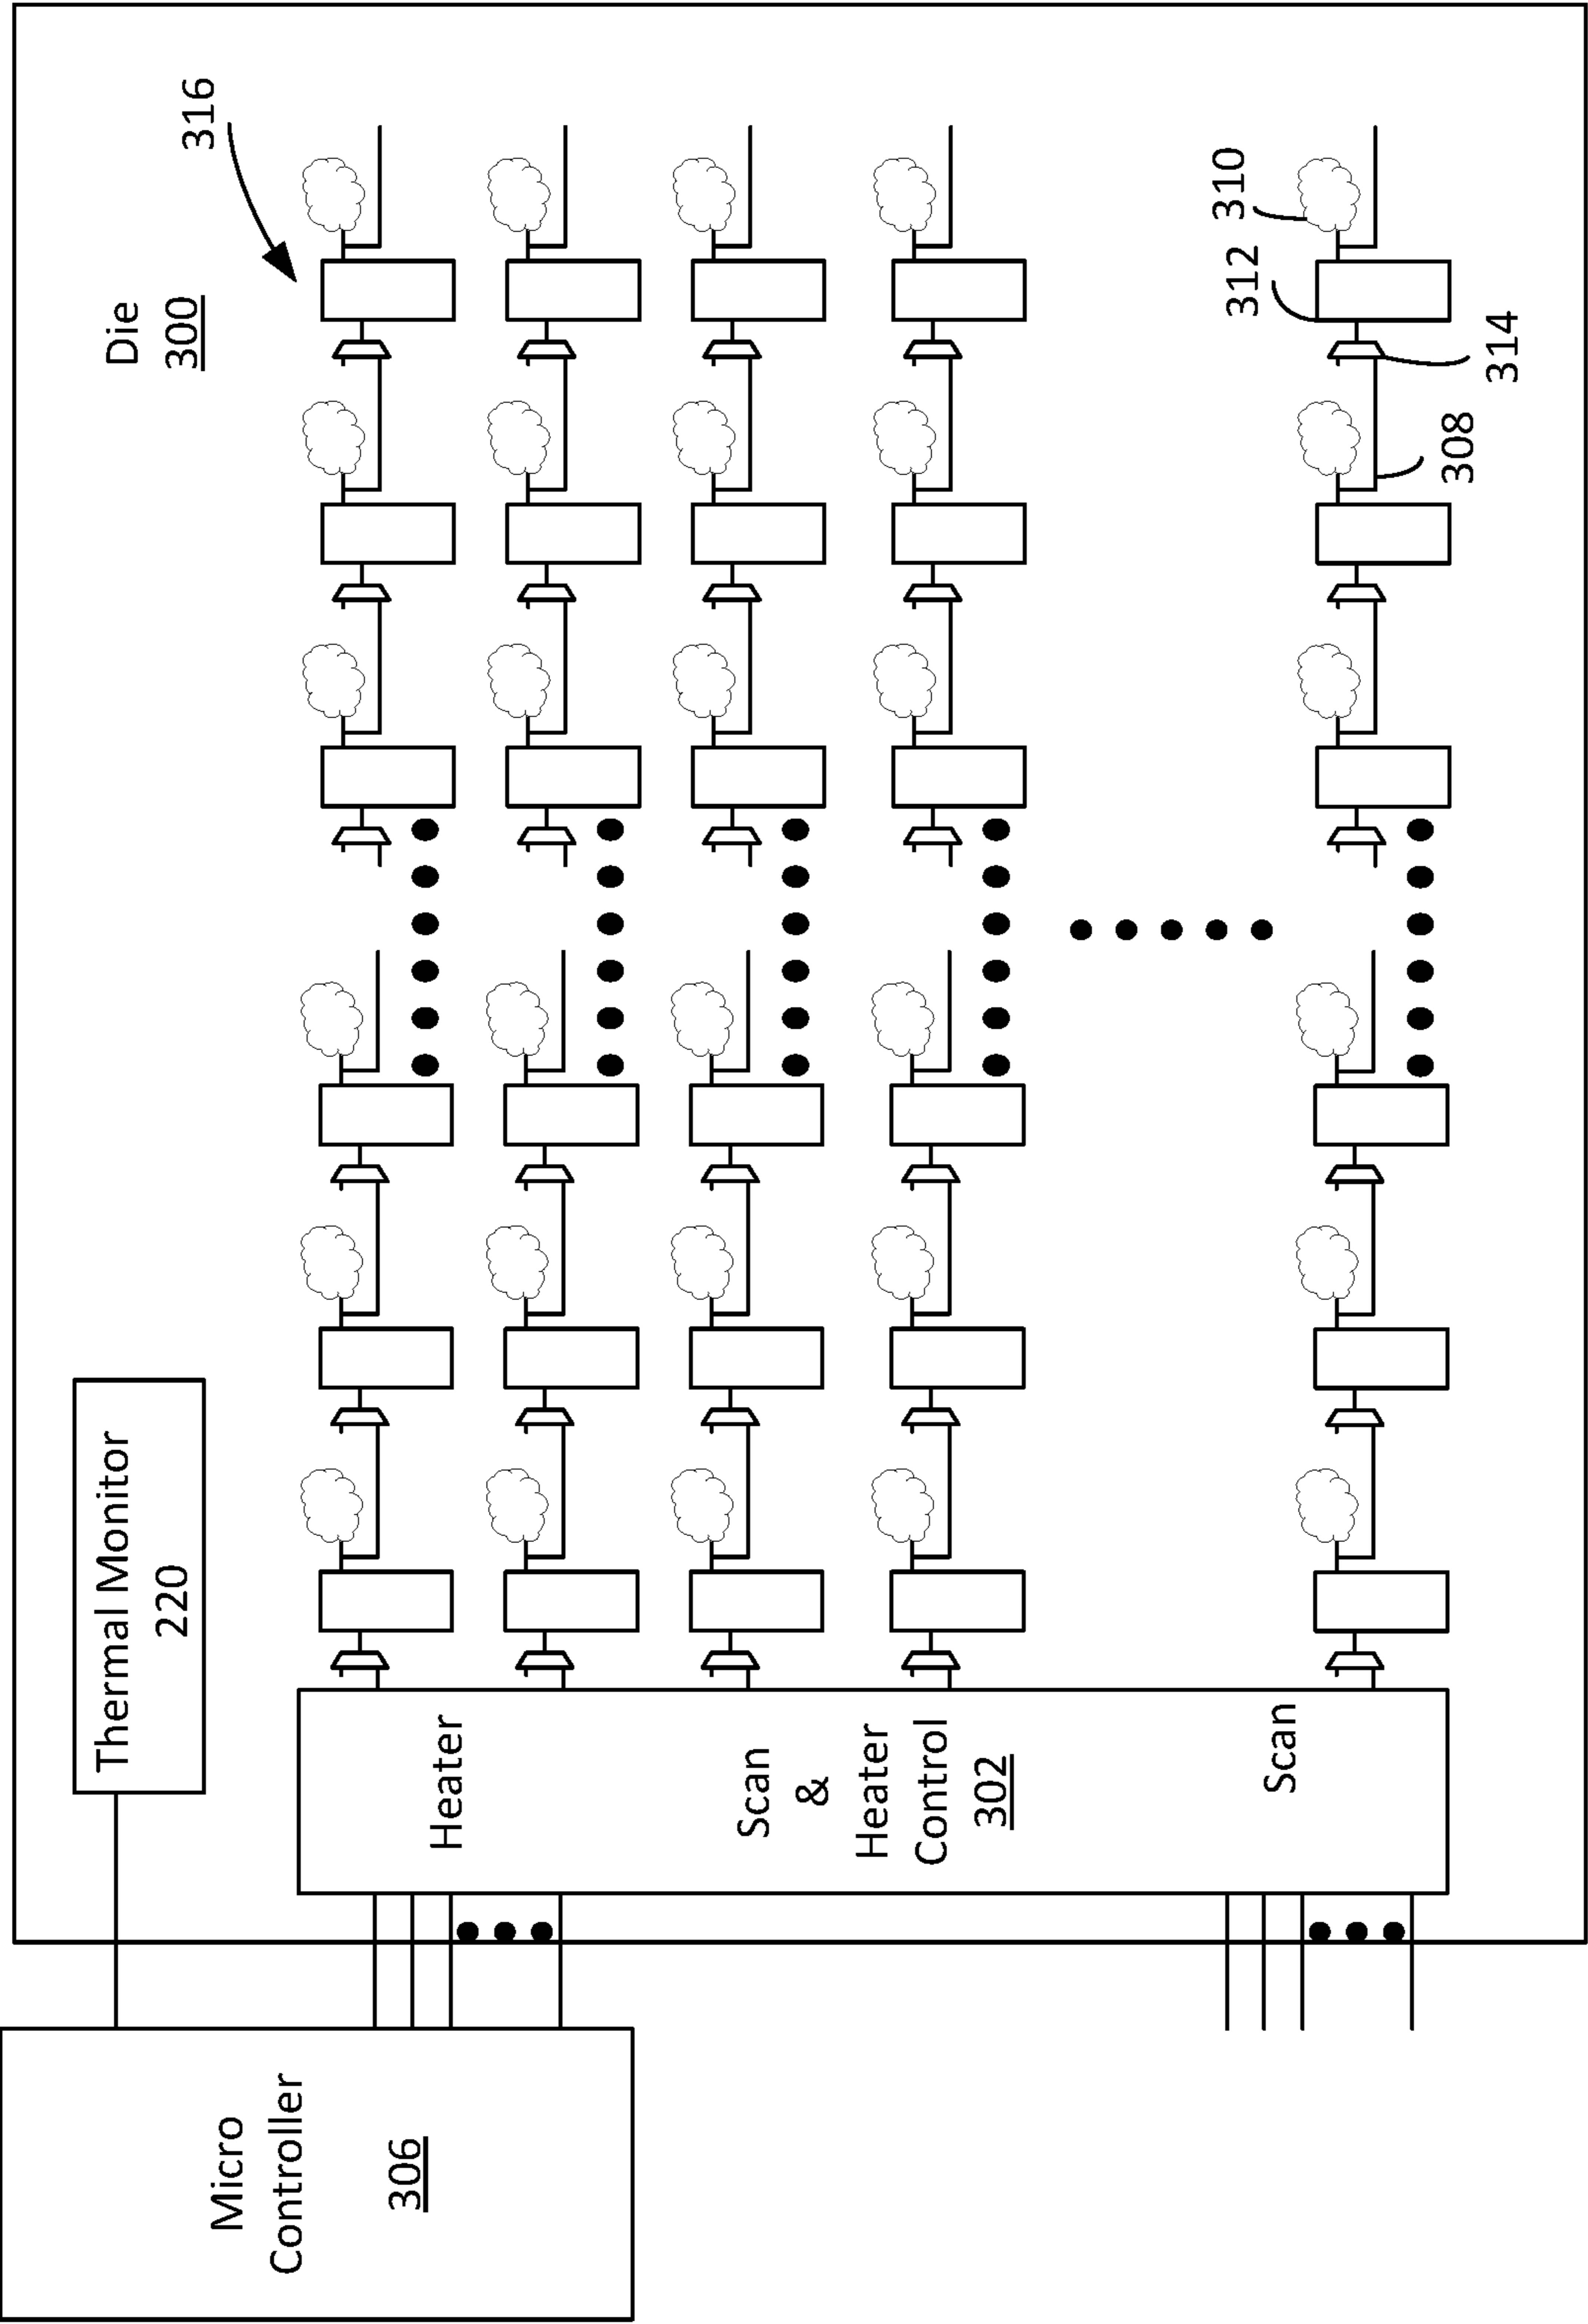 Die
300
316
Thermal Monitor
220
Micro
Controller
306
Heater
Scan
&
Heater
Control
302
Scan
310
312
314
308